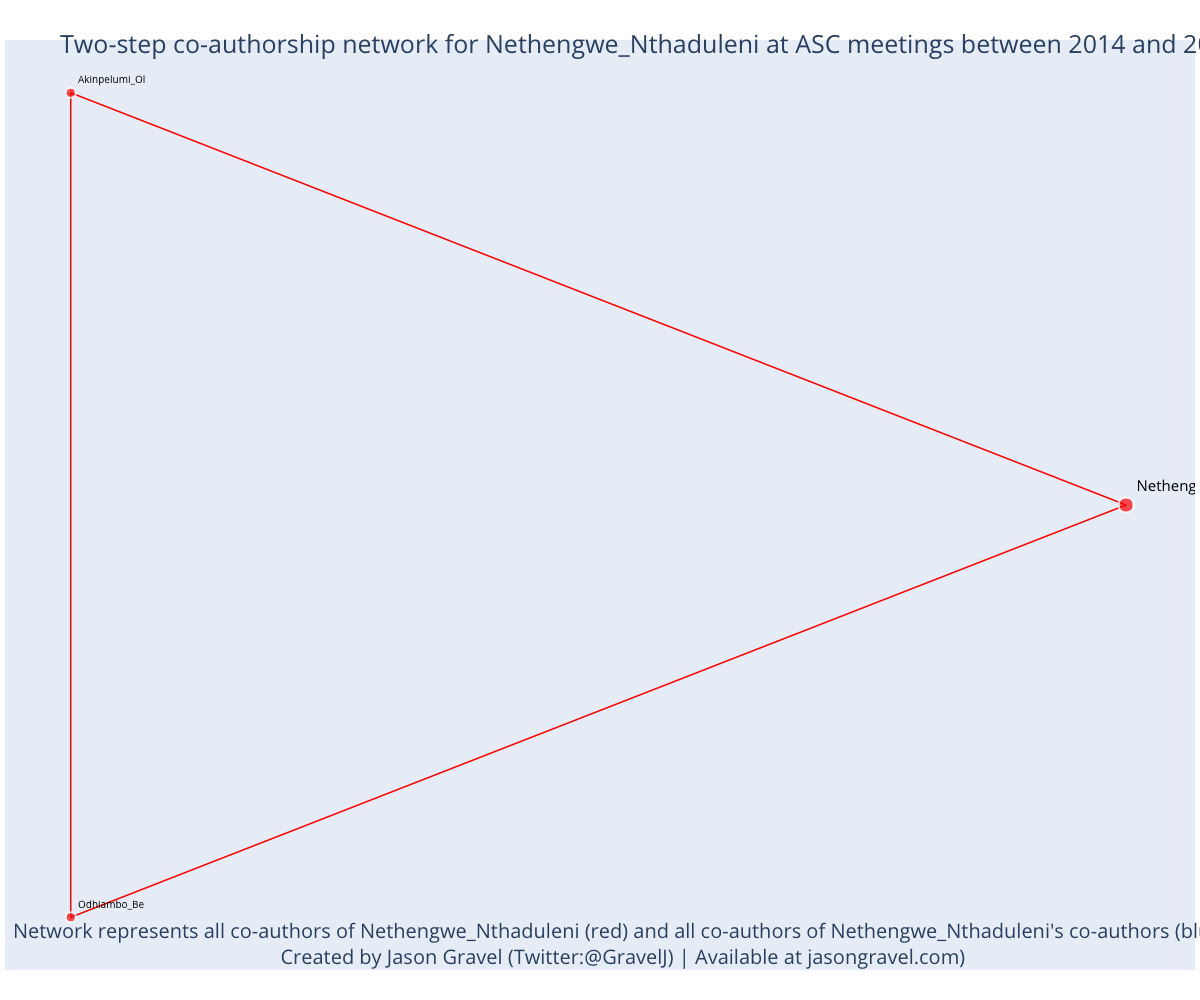 Two-step co-authorship network for Nethengwe_Nthaduleni at ASC meetings between 2014 and
Akinpelumi_Ol
Netheng
Odhiambo_Be
Network represents all co-authors of Nethengwe_Nthaduleni (red) and all co-authors of Nethengwe_Nthaduleni's co-authors
Created by Jason Gravel (Twitter:@GravelJ) | Available at jasongravel.com)